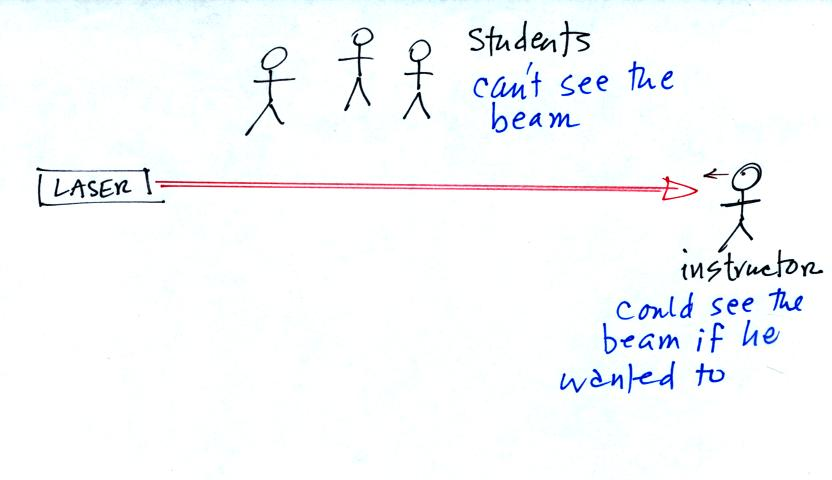 Students
can't see the
beam
LASER
instructor
could see the
beam if he
wanted to